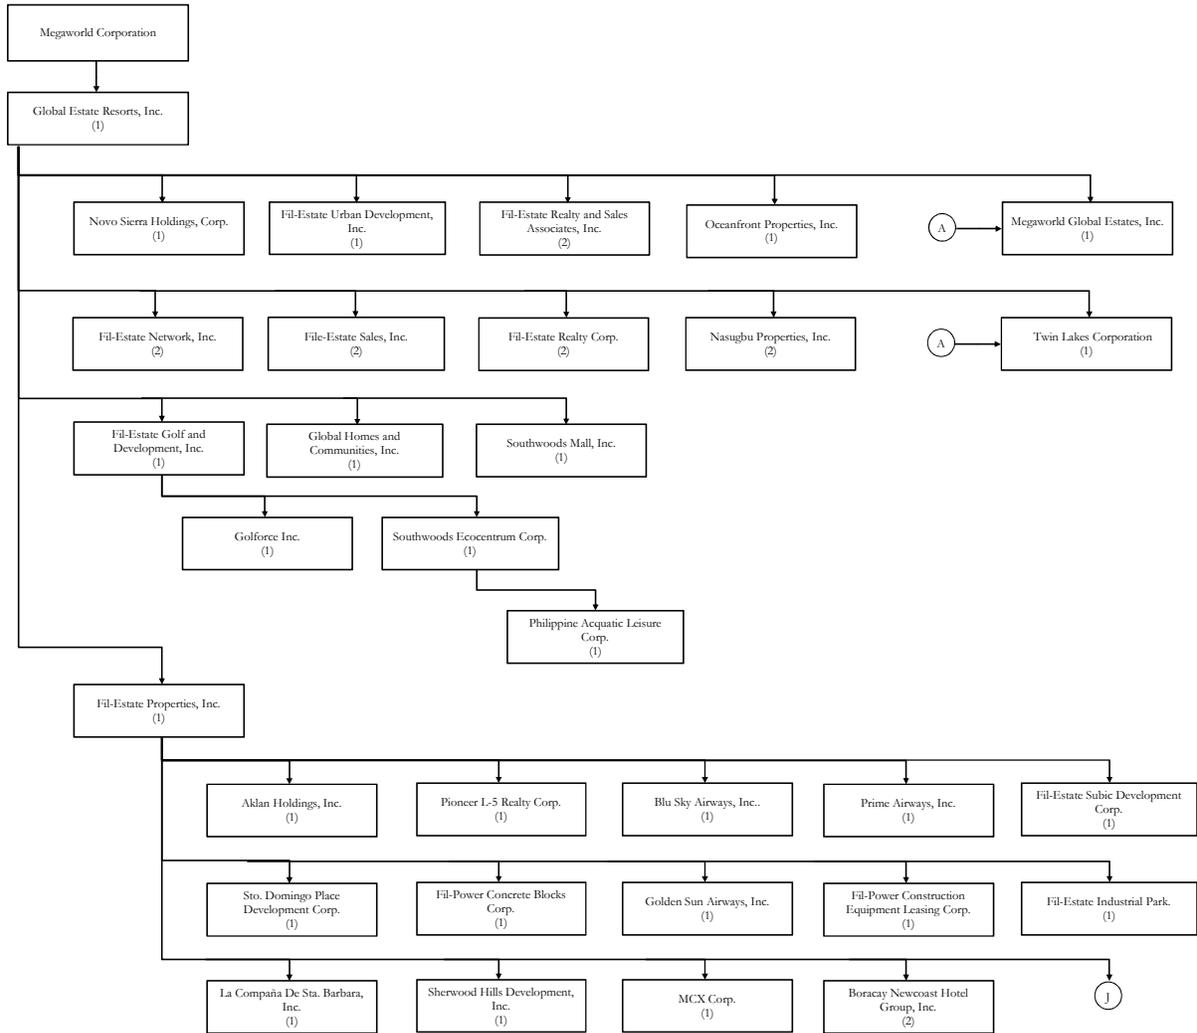 Megaworld Corporation
Global Estate Resorts, Inc.
(1)
Novo Sierra Holdings, Corp.
(1)
Fil-Estate Urban Development,
Inc.
(1)
Fil-Estate Realty and Sales
Associates, Inc.
(2)
Oceanfront Properties, Inc.
(1)
A
Megaworld Global Estates, Inc.
(1)
Fil-Estate Network, Inc.
(2)
File-Estate Sales, Inc.
(2)
Fil-Estate Realty Corp.
(2)
Nasugbu Properties, Inc.
(2)
A
Twin Lakes Corporation
(1)
Fil-Estate Golf and
Development, Inc.
(1)
Global Homes and
Communities, Inc.
(1)
Southwoods Mall, Inc.
(1)
Golforce Inc.
(1)
Southwoods Ecocentrum Corp.
(1)
Philippine Acquatic Leisure
Corp.
(1)
Fil-Estate Properties, Inc.
(1)
Aklan Holdings, Inc.
(1)
Pioneer L-5 Realty Corp.
(1)
Blu Sky Airways, Inc..
(1)
Prime Airways, Inc.
(1)
Fil-Estate Subic Development
Corp.
(1)
Sto. Domingo Place
Development Corp.
(1)
Fil-Power Concrete Blocks
Corp.
(1)
Golden Sun Airways, Inc.
(1)
Fil-Power Construction
Equipment Leasing Corp.
(1)
Fil-Estate Industrial Park.
(1)
La Compaña De Sta. Barbara,
Inc.
(1)
Sherwood Hills Development,
Inc.
(1)
MCX Corp.
(1)
Boracay Newcoast Hotel
Group, Inc.
(2)
J